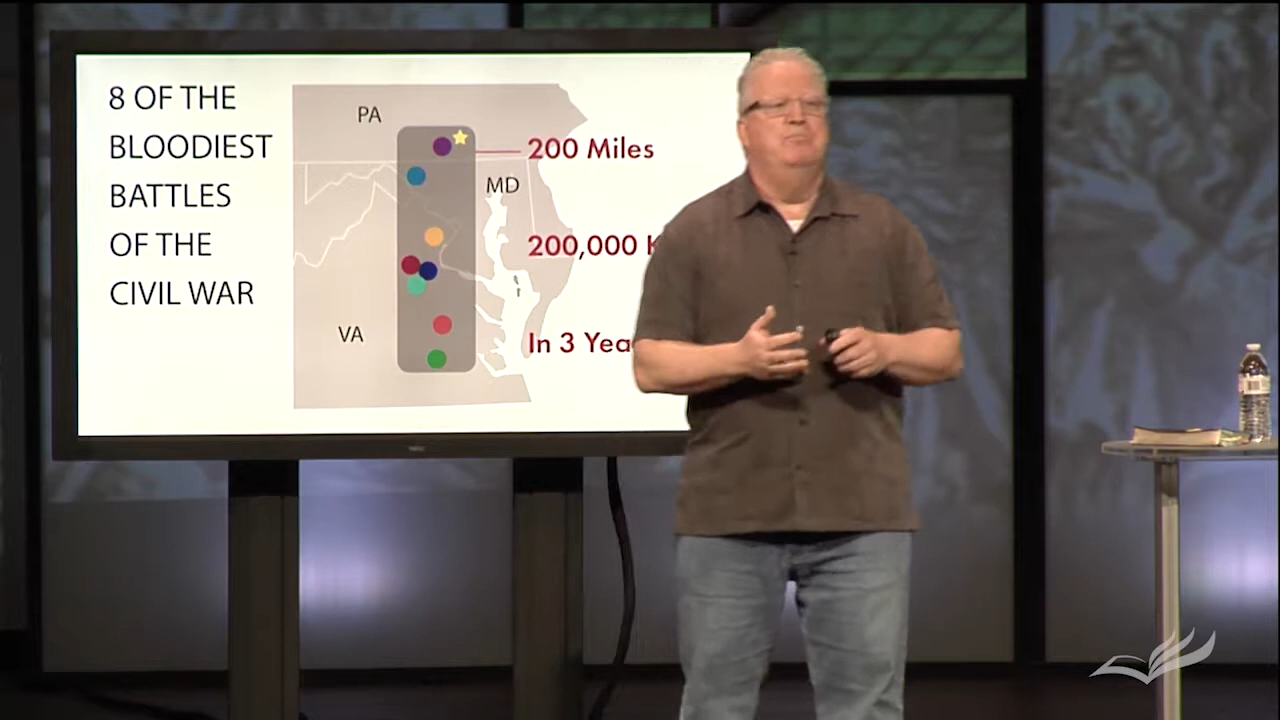 8 OF THE
BLOODIEST
BATTLES
OF THE
CIVIL WAR
PA
MD
VA
200 Miles
200,000
In 3